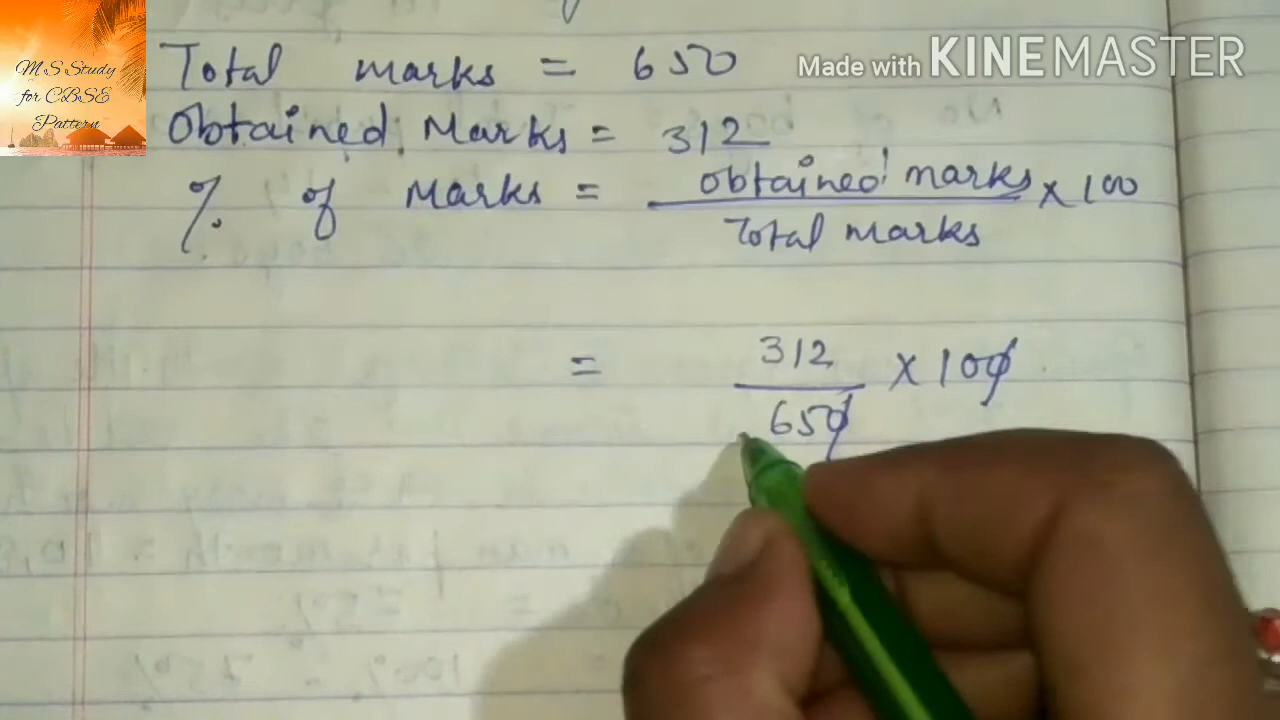 M.S Study
for CBSE
Pattern
Made with KINEMASTER
Total marks = 650
Obtained Marks = 312
% of Marks = obtained marks × 100
Total marks
= 312 × 100
650